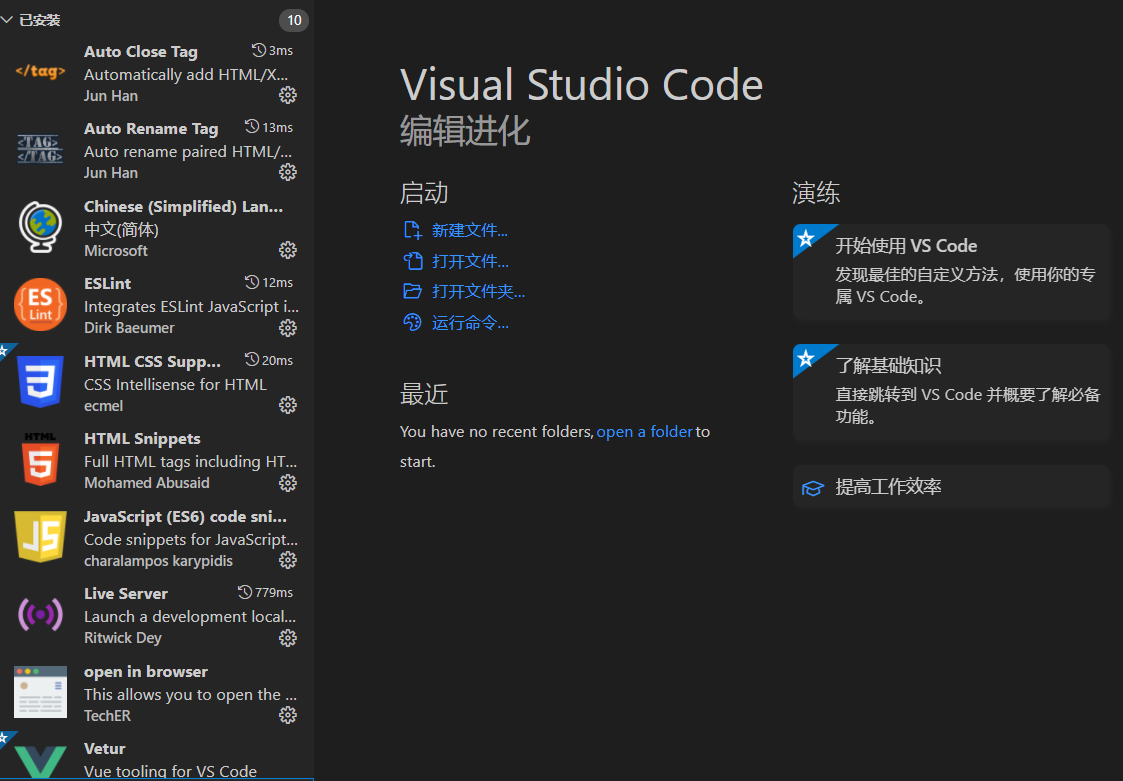 已安装
10
Auto Close Tag
3ms
Automatically add HTML/X...
Jun Han
Auto Rename Tag
13ms
Auto rename paired HTML/...
Jun Han
Chinese (Simplified) Lan...
中文(简体)
Microsoft
ESLint
12ms
Integrates ESLint JavaScript i...
Dirk Baeumer
HTML CSS Supp...
20ms
CSS Intellisense for HTML
ecmel
HTML Snippets
Full HTML tags including HT...
Mohamed Abusaid
JavaScript (ES6) code sni...
Code snippets for JavaScript...
charalampos karypidis
Live Server
779ms
Launch a development local...
Ritwick Dey
open in browser
This allows you to open the ...
TechER
Vetur
Vue tooling for VS Code
</tag>
<TAG>
</TAG>
ES
Lint
3
HTML
5
JS
Visual Studio Code
编辑进化
启动
新建文件...
打开文件...
打开文件夹...
运行命令...
最近
You have no recent folders, open a folder to
start.
演练
开始使用 VS Code
发现最佳的自定义方法，使用你的专
属 VS Code。
了解基础知识
直接跳转到 VS Code 并概要了解必备
功能。
提高工作效率